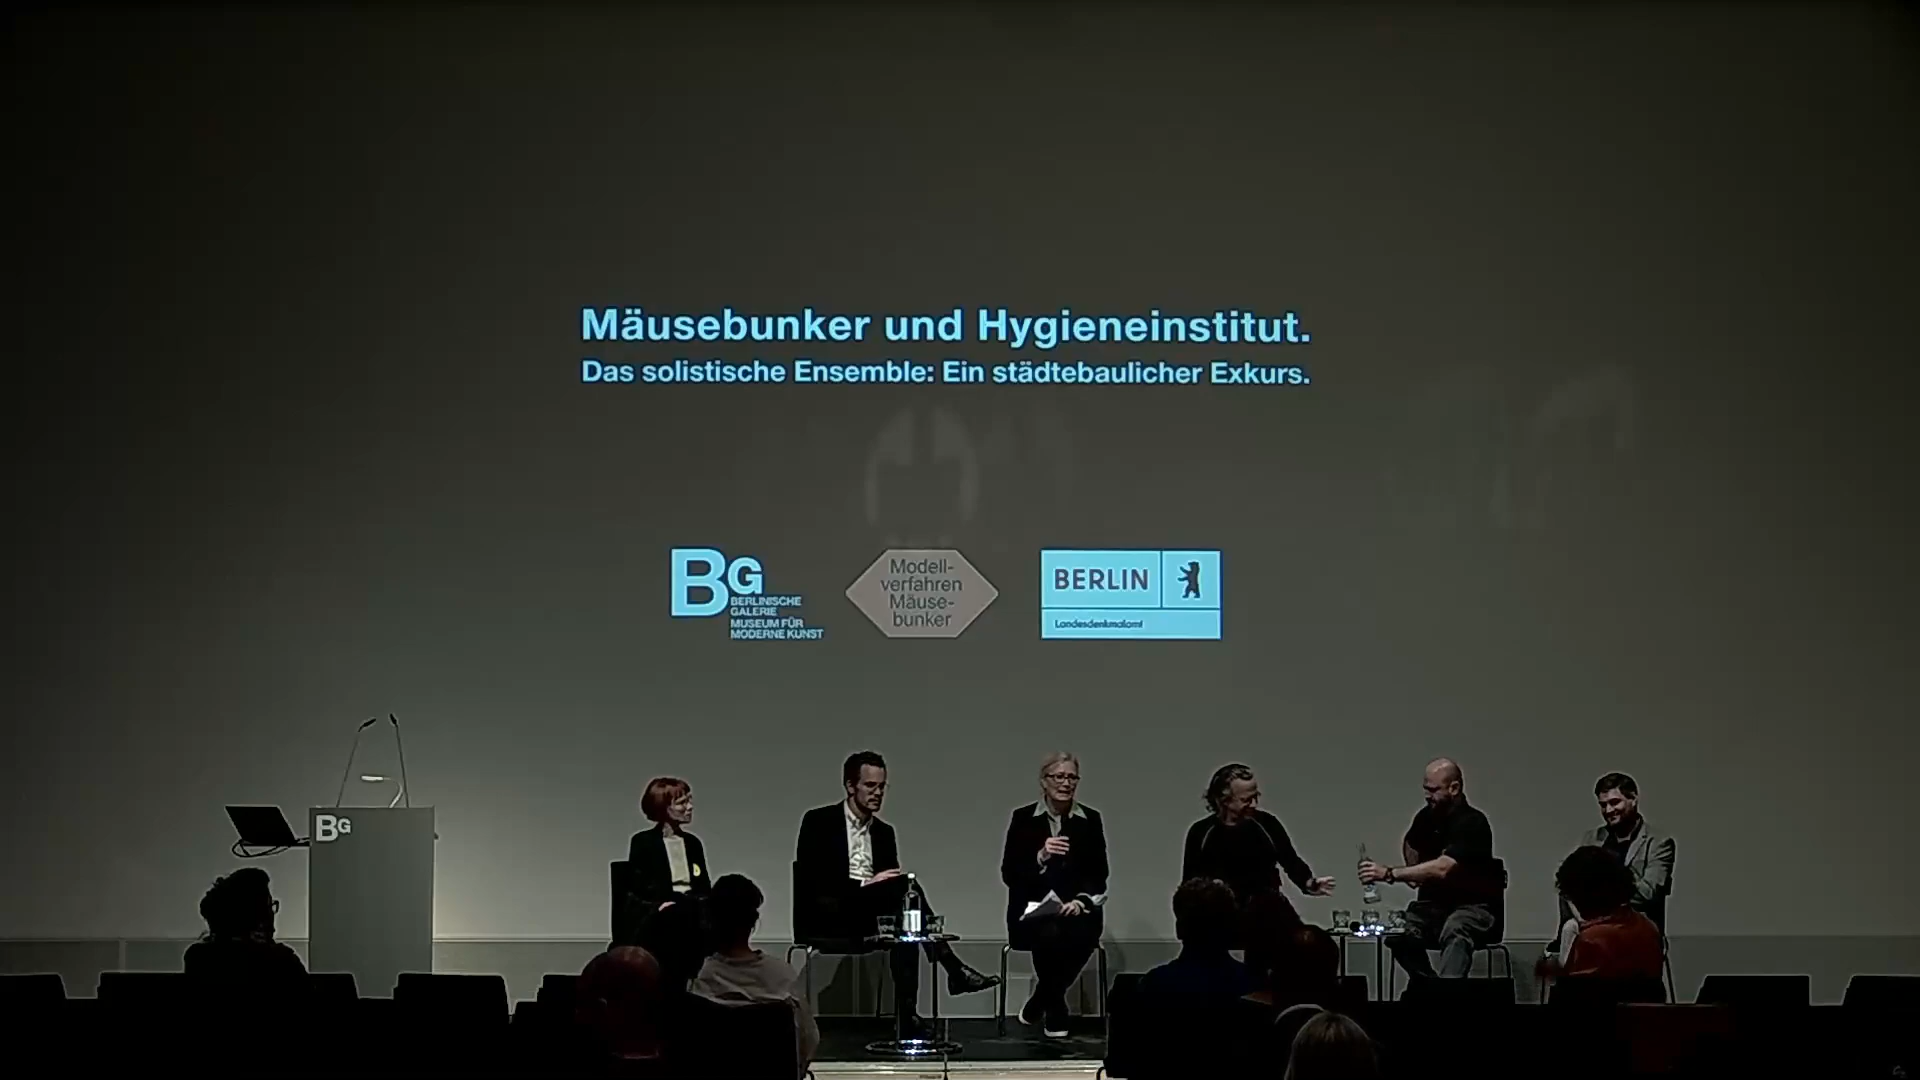 Mäusebunker und Hygieneinstitut.
Das solistische Ensemble: Ein städtebaulicher Exkurs.
BG
BERLINISCHE
GALERIE
MUSEUM FÜR
MODERNE KUNST
Modell-
verfahren
Mäuse-
bunker
BERLIN
Landesdenkmalamt
BG